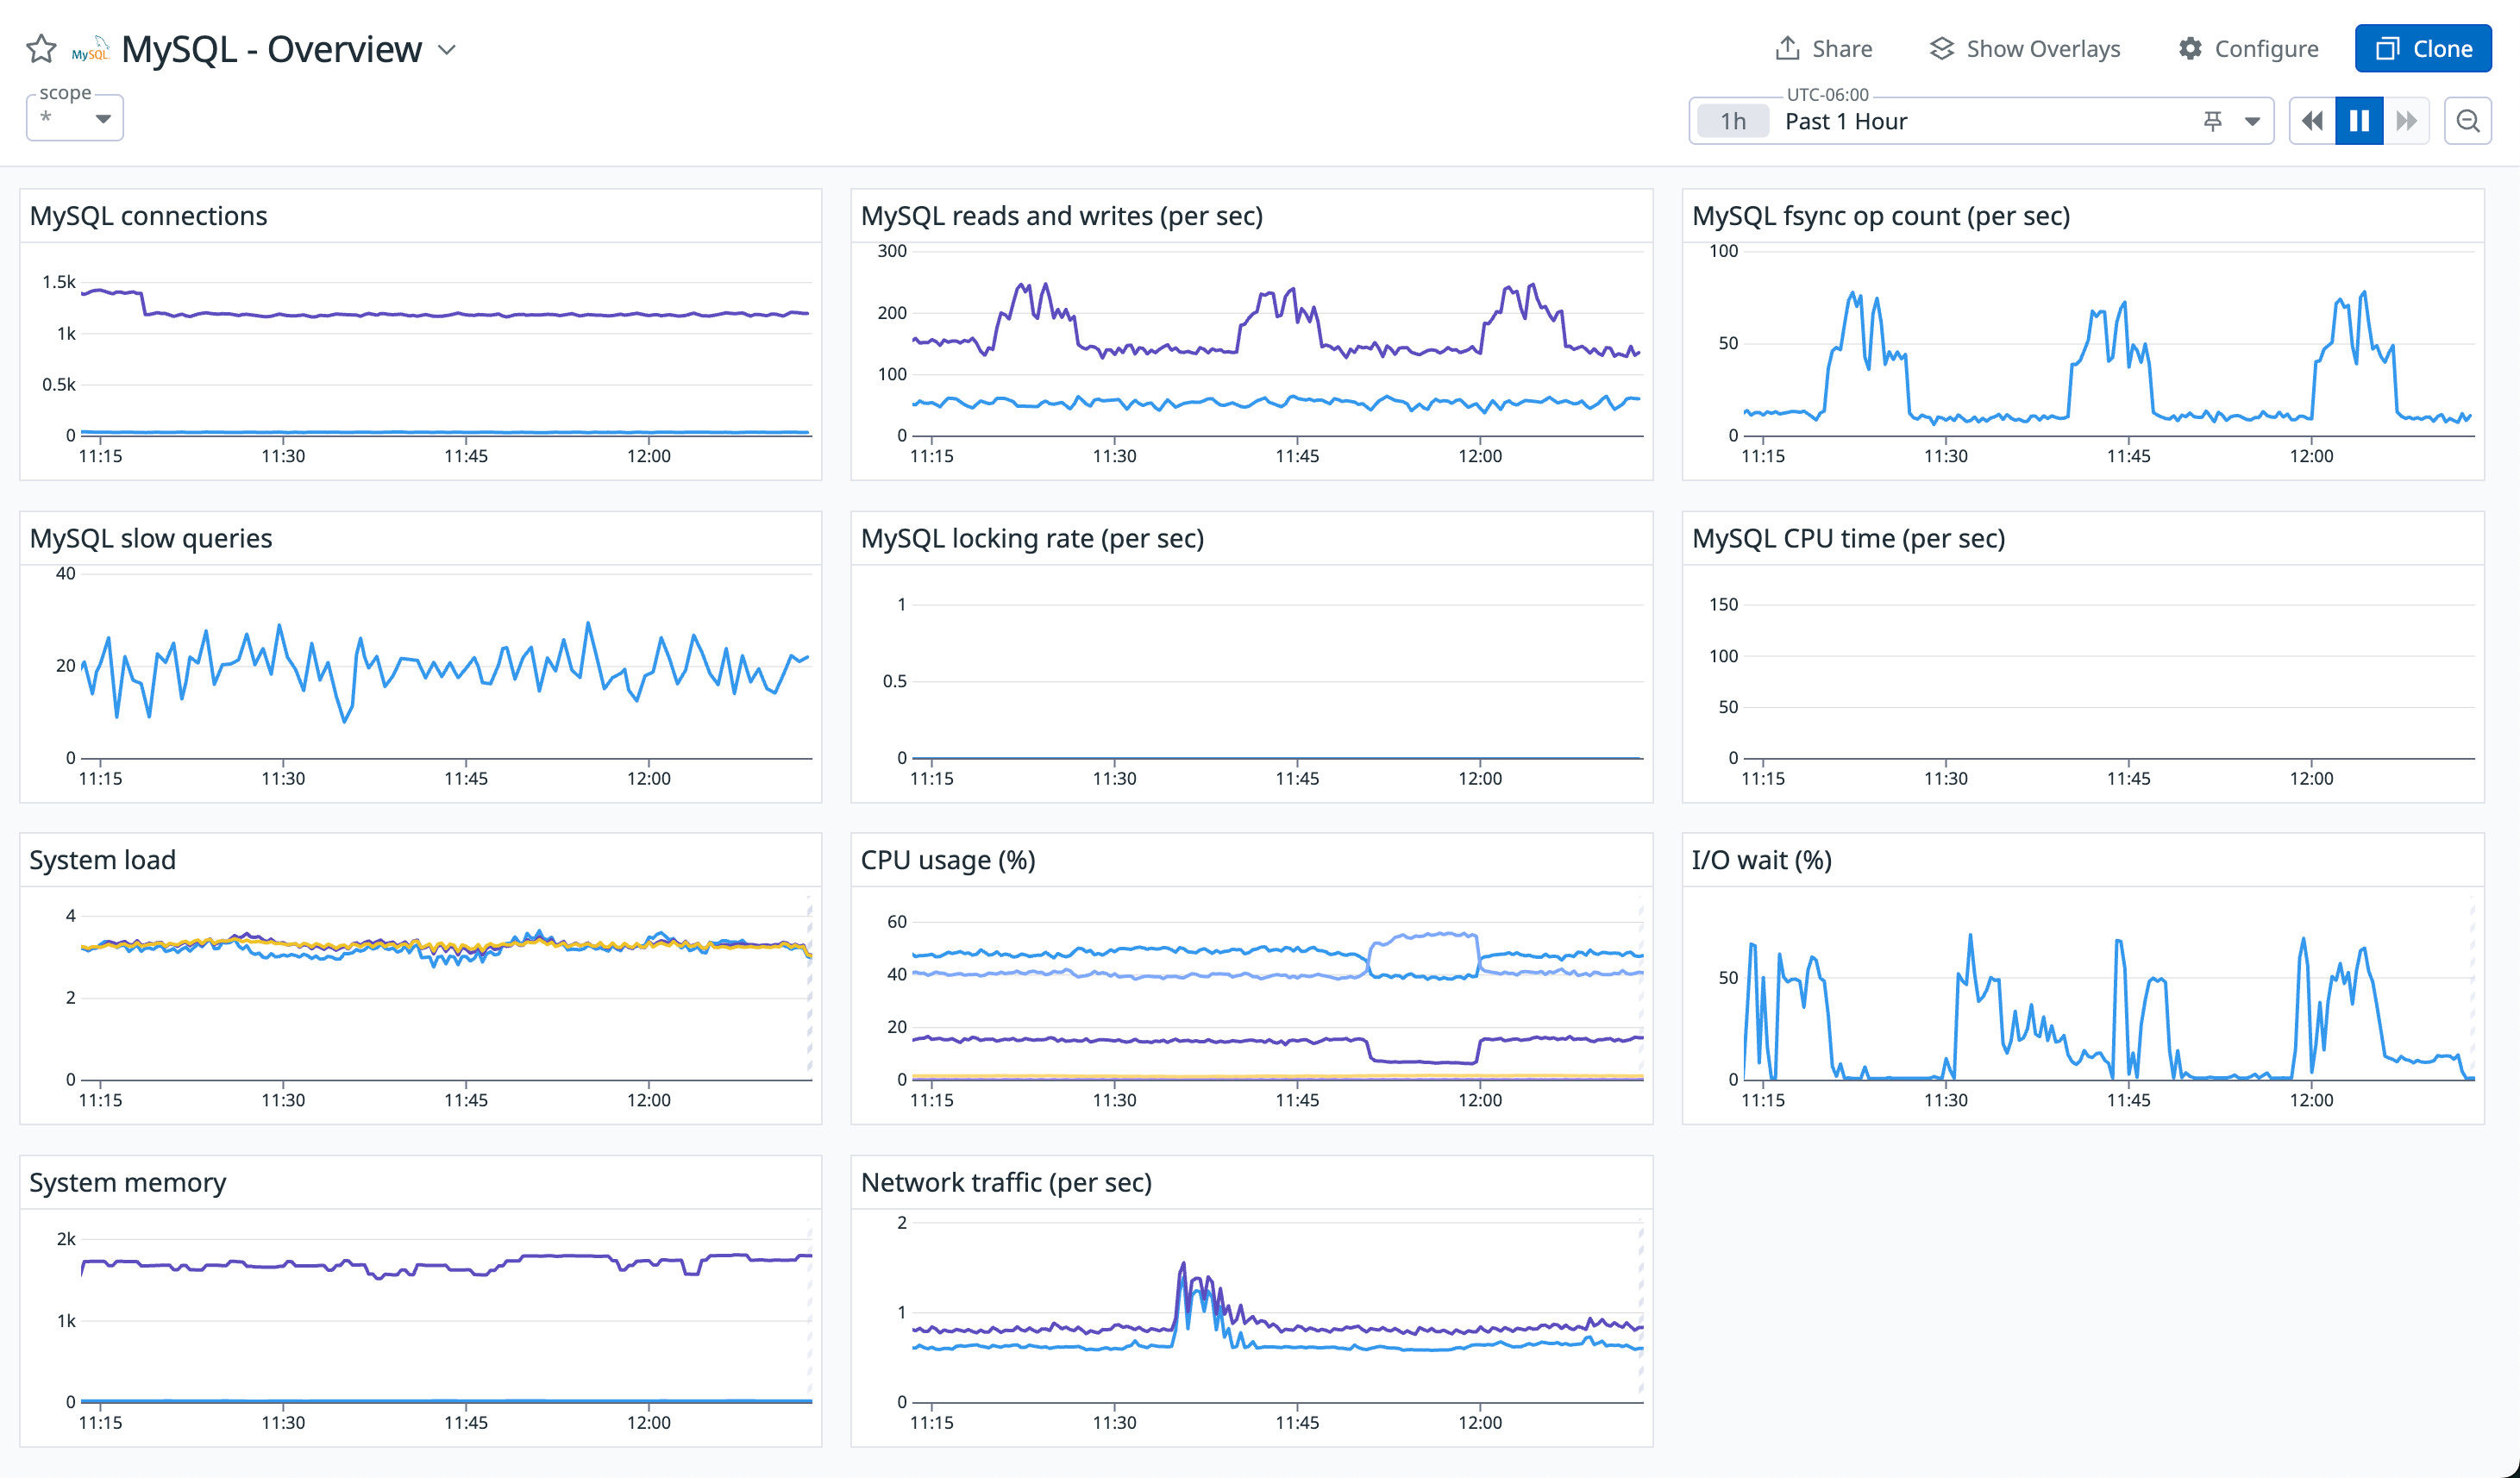 MySQL MySQL - Overview
Share Show Overlays Configure Clone
scope
*
UTC-06:00
1h Past 1 Hour
MySQL connections
1.5k
1k
0.5k
0
11:15 11:30 11:45 12:00
MySQL reads and writes (per sec)
300
200
100
0
11:15 11:30 11:45 12:00
MySQL fsync op count (per sec)
100
50
0
11:15 11:30 11:45 12:00
MySQL slow queries
40
20
0
11:15 11:30 11:45 12:00
MySQL locking rate (per sec)
1
0.5
0
11:15 11:30 11:45 12:00
MySQL CPU time (per sec)
150
100
50
0
11:15 11:30 11:45 12:00
System load
4
2
0
11:15 11:30 11:45 12:00
CPU usage (%)
60
40
20
0
11:15 11:30 11:45 12:00
I/O wait (%)
50
0
11:15 11:30 11:45 12:00
System memory
2k
1k
0
11:15 11:30 11:45 12:00
Network traffic (per sec)
2
1
0
11:15 11:30 11:45 12:00